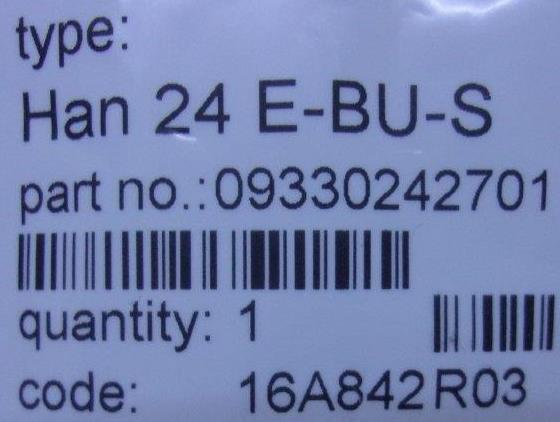 type:
Han 24 E-BU-S
part no.:09330242701
quantity: 1
code: 16A842R03